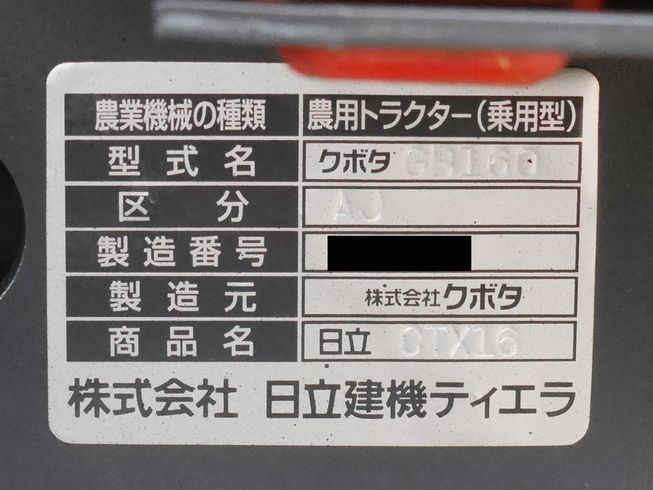 農業機械の種類 農用トラクター(乗用型)
型式名 クボタ GS160
区分 AJ
製造番号
製造元 株式会社クボタ
商品名 日立 CTX16
株式会社 日立建機ティエラ